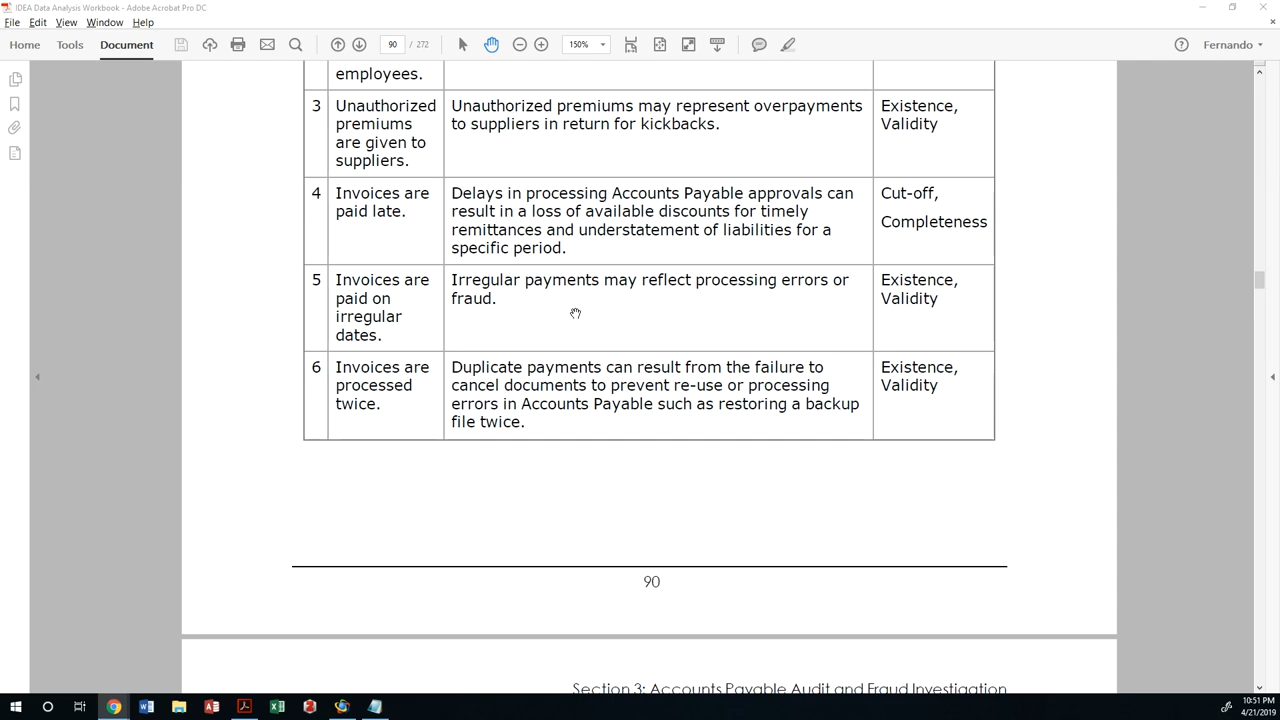 IDEA Data Analysis Workbook - Adobe Acrobat Pro DC
File Edit View Window Help
Home Tools Document 90 / 272 150% Fernando
employees.
3 Unauthorized premiums are given to suppliers.
Unauthorized premiums may represent overpayments
to suppliers in return for kickbacks.
Existence,
Validity
4 Invoices are
paid late.
Delays in processing Accounts Payable approvals can
result in a loss of available discounts for timely
remittances and understatement of liabilities for a
specific period.
Cut-off,
Completeness
5 Invoices are
paid on
irregular
dates.
Irregular payments may reflect processing errors or
fraud.
Existence,
Validity
6 Invoices are
processed
twice.
Duplicate payments can result from the failure to
cancel documents to prevent re-use or processing
errors in Accounts Payable such as restoring a backup
file twice.
Existence,
Validity
90
Section 3: Accounts Payable Audit and Fraud Investigation
10:51 PM
4/21/2019